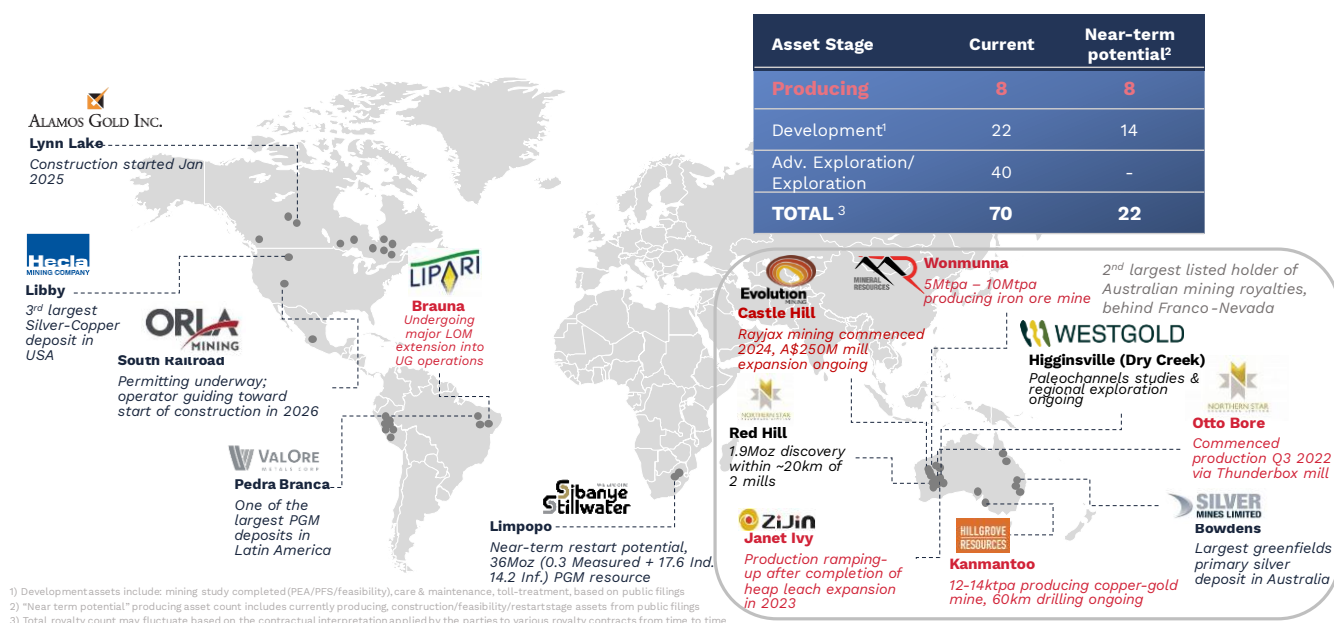 Asset Stage Current Near-term potential²
Producing 8 8
Development¹ 22 14
Adv. Exploration/
Exploration 40 -
TOTAL ³ 70 22
ALAMOS GOLD INC.
Lynn Lake
Construction started Jan
2025
Hecla
MINING COMPANY
Libby
3rd largest
Silver-Copper
deposit in
USA
ORLA
MINING
South Railroad
Permitting underway;
operator guiding toward
start of construction in 2026
LIPARI
Brauna
Undergoing
major LOM
extension into
UG operations
VALORE
METALS CORP
Pedra Branca
One of the
largest PGM
deposits in
Latin America
Sibanye
Stillwater
Limpopo
Near-term restart potential,
36Moz (0.3 Measured + 17.6 Ind.
14.2 Inf.) PGM resource
Evolution
MINING
Castle Hill
Rayjax mining commenced
2024, A$250M mill
expansion ongoing
MINERAL
RESOURCES
Wonmunna
5Mtpa – 10Mtpa
producing iron ore mine
2nd largest listed holder of
Australian mining royalties,
behind Franco-Nevada
WESTGOLD
Higginsville (Dry Creek)
Paleochannels studies &
regional exploration
ongoing
NORTHERN STAR
Red Hill
1.9Moz discovery
within ~20km of
2 mills
NORTHERN STAR
Otto Bore
Commenced
production Q3 2022
via Thunderbox mill
ZIJIN
Janet Ivy
Production ramping-
up after completion of
heap leach expansion
in 2023
HILLGROVE
RESOURCES
Kanmantoo
12-14ktpa producing copper-gold
mine, 60km drilling ongoing
SILVER
MINES LIMITED
Bowdens
Largest greenfields
primary silver
deposit in Australia
1) Development assets include: mining study completed (PEA/PFS/feasibility), care & maintenance, toll-treatment, based on public filings
2) “Near term potential” producing asset count includes currently producing, construction/feasibility/restart stage assets from public filings
3) Total royalty count may fluctuate based on the contractual interpretation applied by the parties to various royalty contracts from time to time